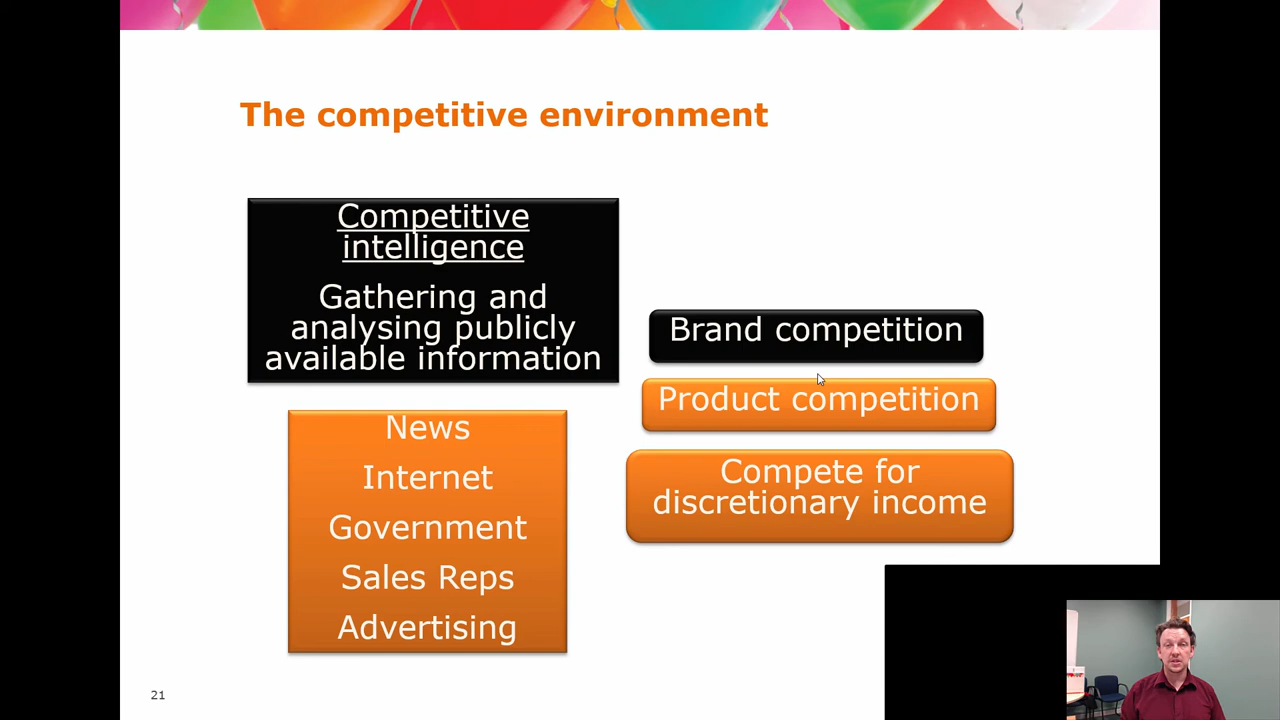 The competitive environment
Competitive
intelligence
Gathering and
analysing publicly
available information
News
Internet
Government
Sales Reps
Advertising
Brand competition
Product competition
Compete for
discretionary income
21